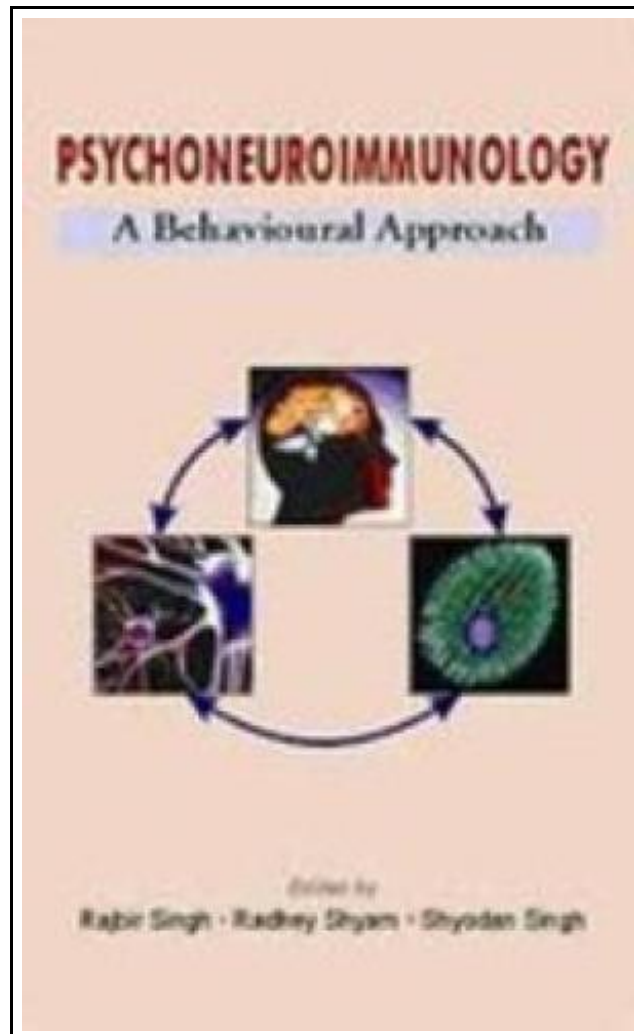 PSYCHONEUROIMMUNOLOGY
A Behavioural Approach
Edited by
Rajbir Singh • Radhey Shyam • Shyodan Singh